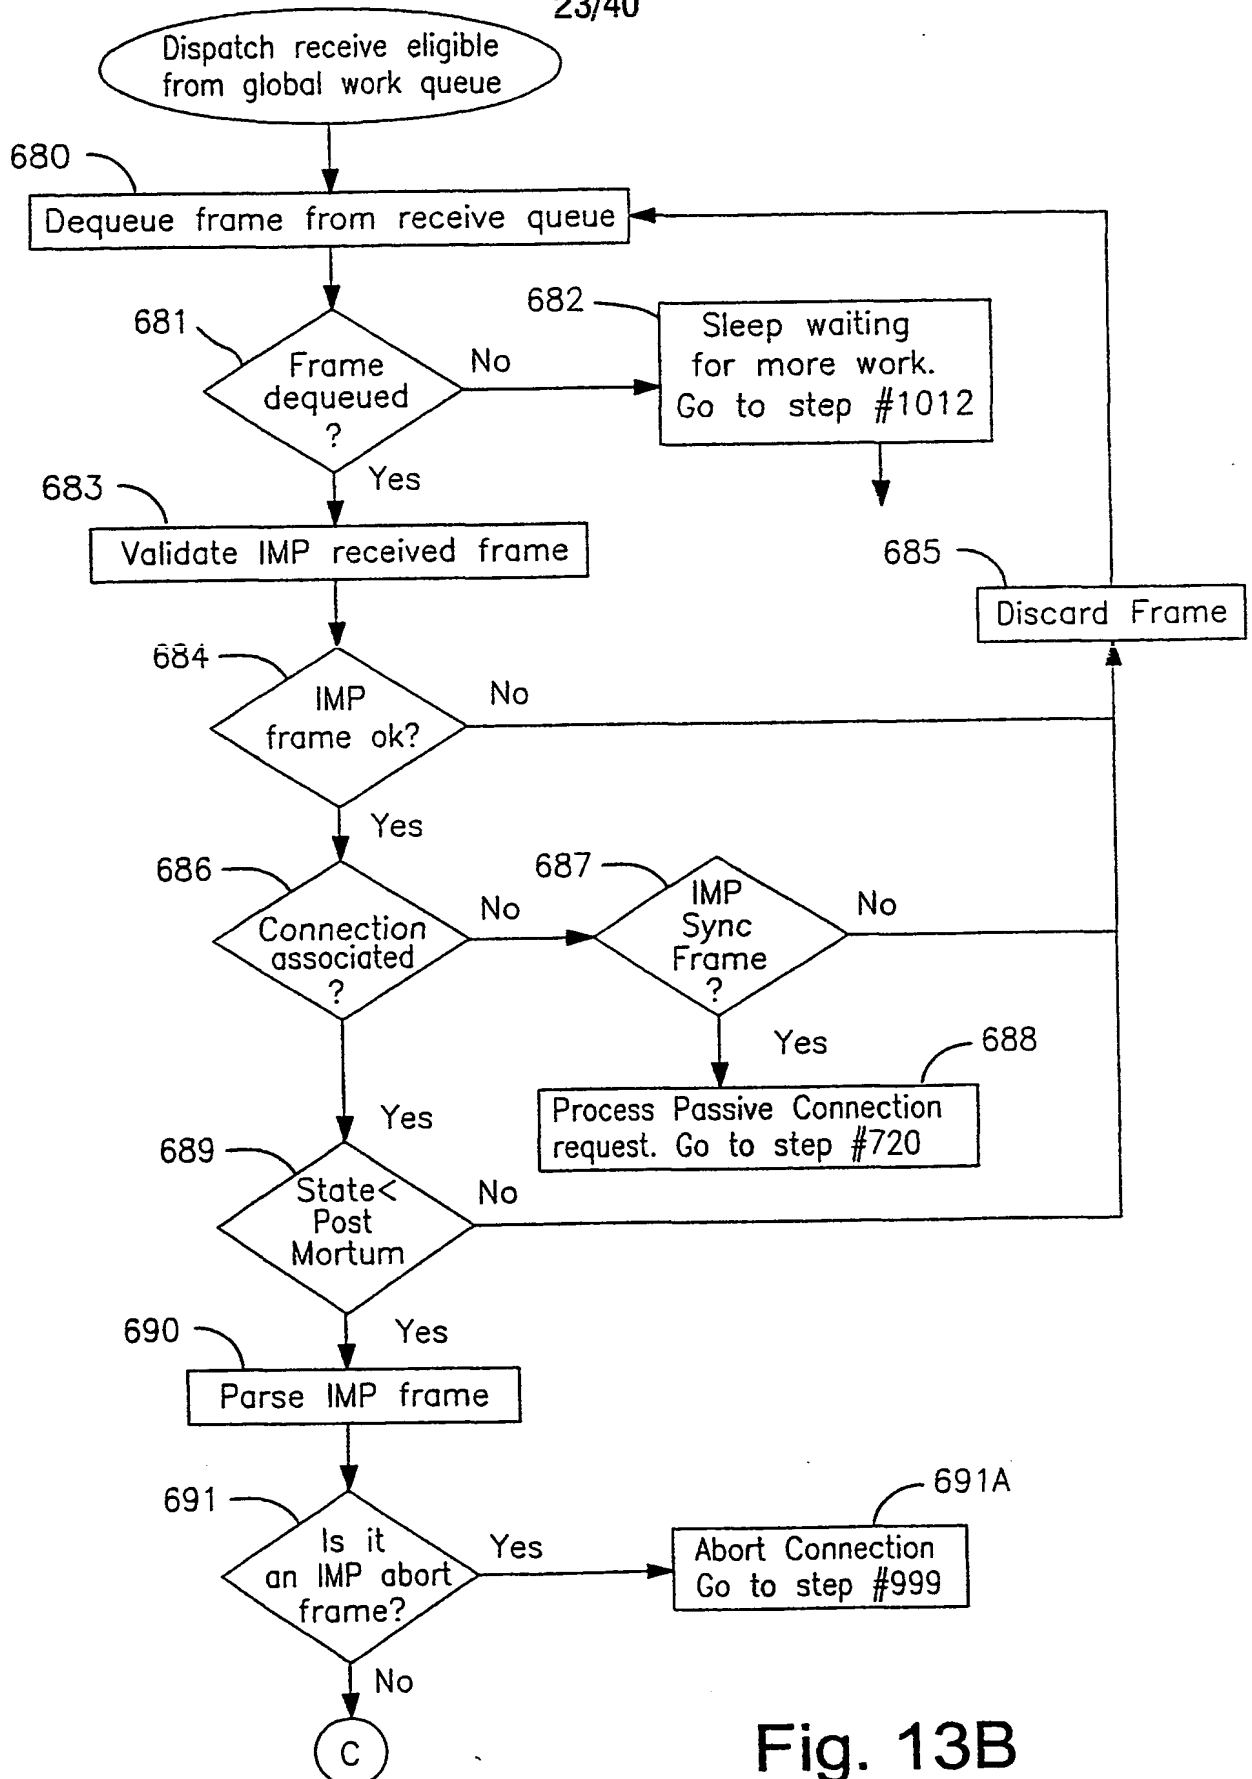 23/40
Dispatch receive eligible
from global work queue
680
Dequeue frame from receive queue
681
Frame
dequeued
?
No
682
Sleep waiting
for more work.
Go to step #1012
Yes
683
Validate IMP received frame
685
Discard Frame
684
IMP
frame ok?
No
Yes
686
Connection
associated
?
No
687
IMP
Sync
Frame
?
No
Yes
688
Process Passive Connection
request. Go to step #720
Yes
689
State<
Post
Mortum
No
Yes
690
Parse IMP frame
691
Is it
an IMP abort
frame?
Yes
691A
Abort Connection
Go to step #999
No
C
Fig. 13B